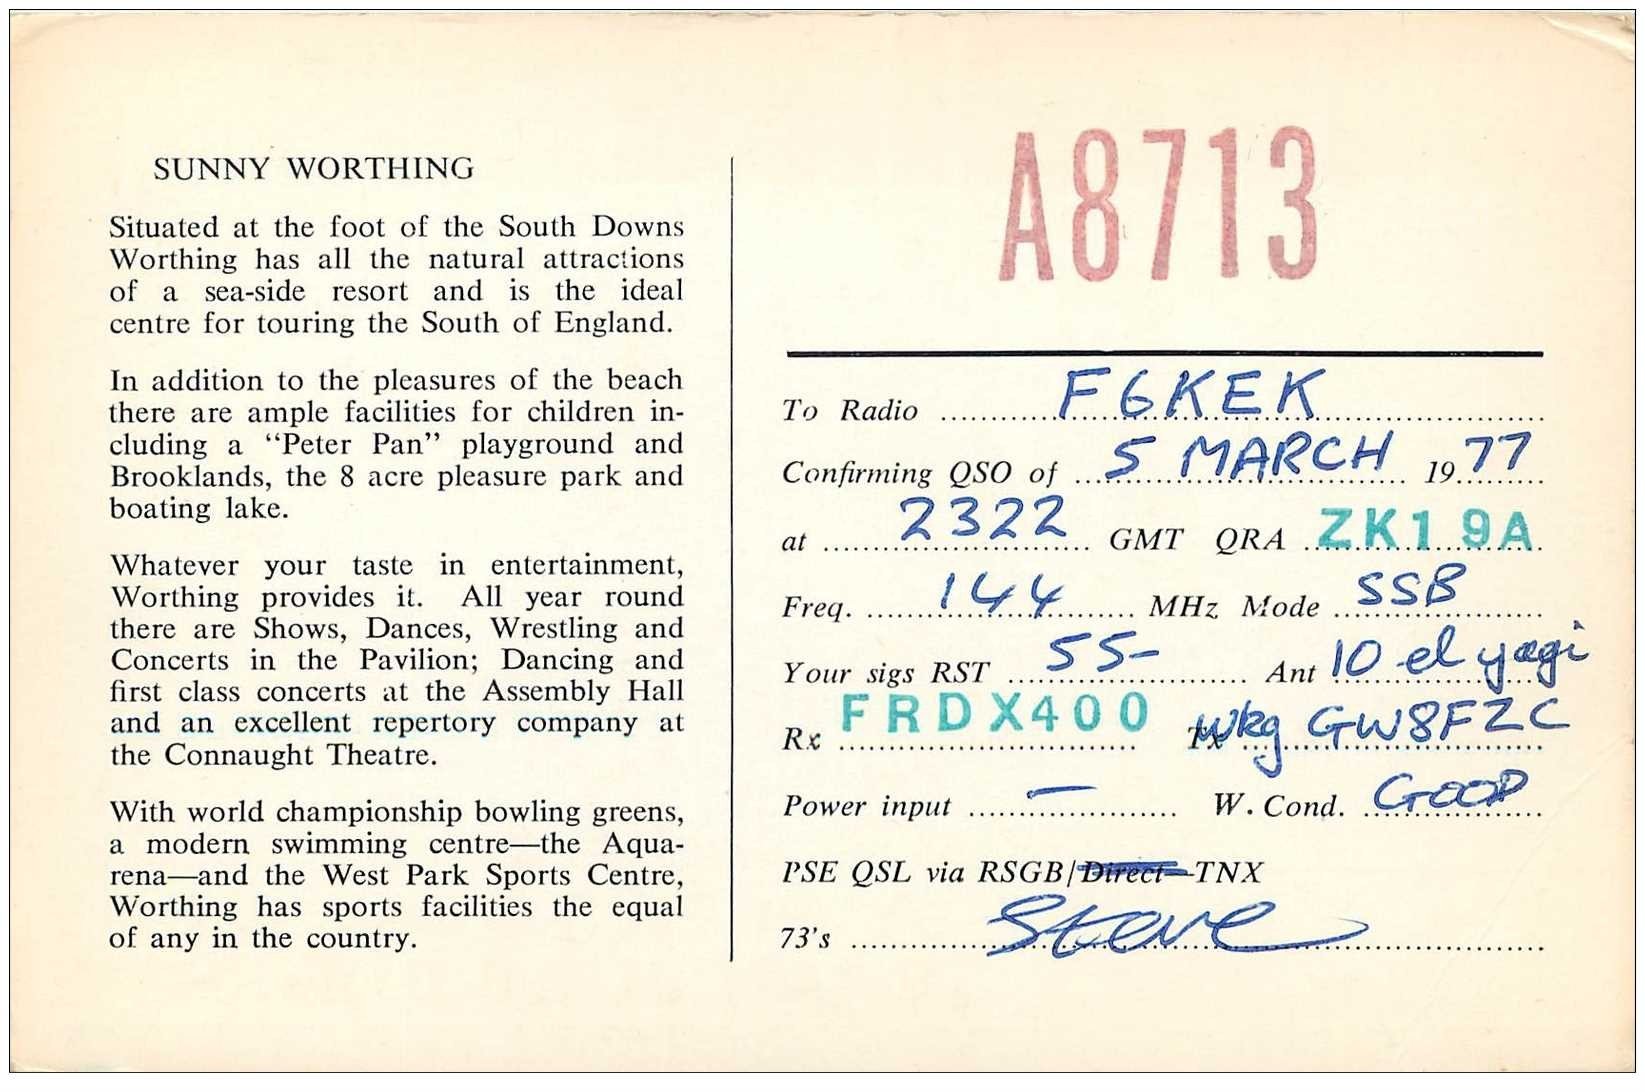 SUNNY WORTHING
Situated at the foot of the South Downs
Worthing has all the natural attractions
of a sea-side resort and is the ideal
centre for touring the South of England.
In addition to the pleasures of the beach
there are ample facilities for children in-
cluding a "Peter Pan" playground and
Brooklands, the 8 acre pleasure park and
boating lake.
Whatever your taste in entertainment,
Worthing provides it. All year round
there are Shows, Dances, Wrestling and
Concerts in the Pavilion; Dancing and
first class concerts at the Assembly Hall
and an excellent repertory company at
the Connaught Theatre.
With world championship bowling greens,
a modern swimming centre—the Aqua-
rena—and the West Park Sports Centre,
Worthing has sports facilities the equal
of any in the country.
A8713
To Radio F6KEK
Confirming QSO of 5 MARCH 1977
at 2322 GMT QRA ZK19A
Freq. 144 MHz Mode SSB
Your sigs RST 55- Ant 10 el yagi
Rx FRDX400 Tx wkg GW8FZC
Power input — W. Cond. GOOD
PSE QSL via RSGB/Direct—TNX
73's Steve